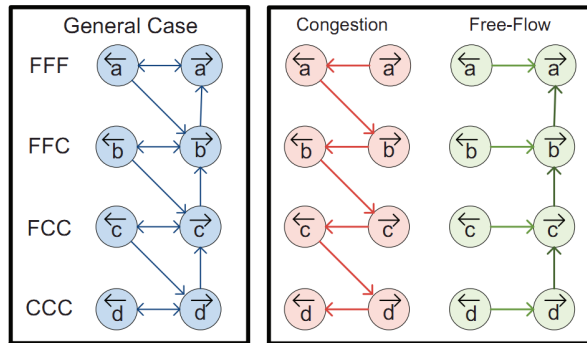 General Case Congestion Free-Flow
FFF a a a a a a
FFC b b b b b b
FCC c c c c c c
CCC d d d d d d